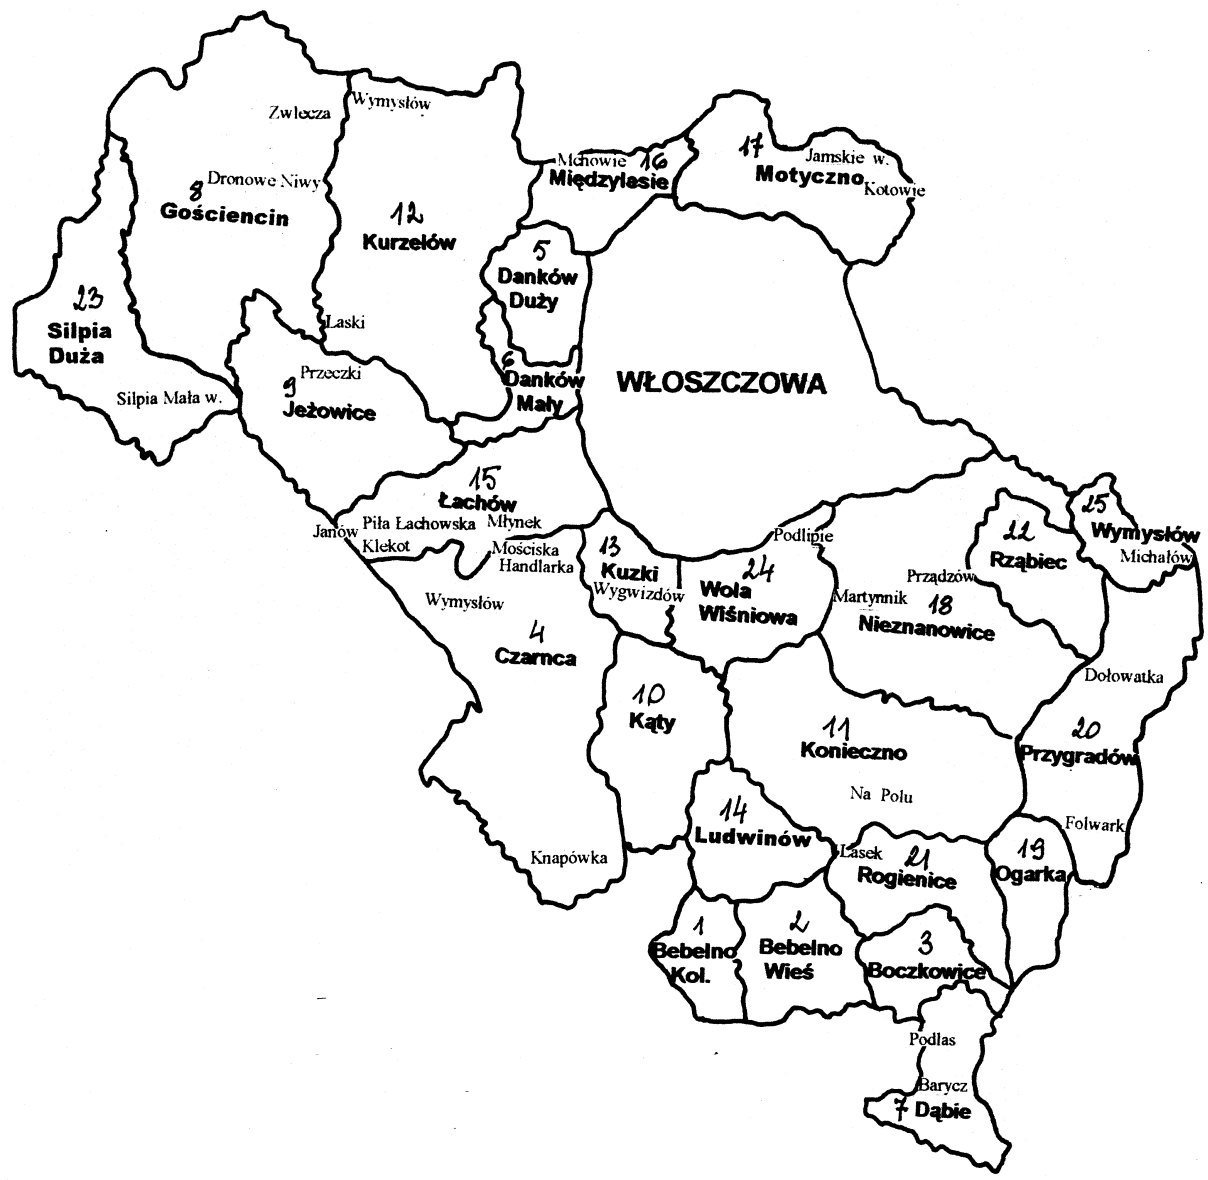 Wymysłów
Zwlecza
17
Jamskie w.
Mchowie
16
Międzylesie
Motyczno
Kotowie
Dronowe Niwy
8
Gościencin
12
Kurzelów
5
Danków
Duży
23
Silpia
Duża
Laski
6
Danków
Mały
WŁOSZCZOWA
Przeczki
9
Jeżowice
Silpia Mała w.
15
Łachów
Piła Łachowska
Młynek
Janów
Klekot
Mościska
Handlarka
13
Kuzki
Wygwizdów
Podlipie
24
Wola
Wiśniowa
22
Rząbiec
25
Wymysłów
Michałów
Prządzów
Martynnik
18
Nieznanowice
Wymysłów
4
Czarnca
Dołowatka
10
Kąty
11
Konieczno
20
Przygradów
Na Polu
14
Ludwinów
Folwark
Knapówka
Lasek
21
Rogienice
19
Ogarka
1
Bebelno
Kol.
2
Bebelno
Wieś
3
Boczkowice
Podlas
Barycz
7
Dąbie